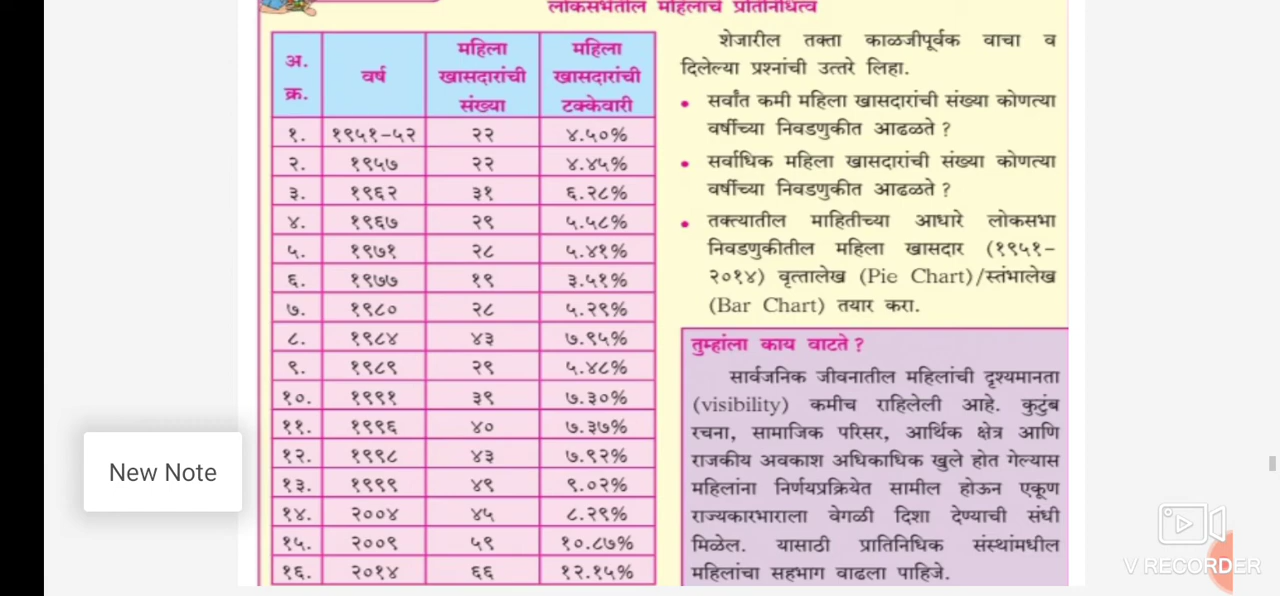 लोकसभेतील महिलांचे प्रतिनिधित्व
अ. क्र. वर्ष महिला खासदारांची संख्या महिला खासदारांची टक्केवारी
१. १९५१-५२ २२ ४.५०%
२. १९५७ २२ ४.४५%
३. १९६२ ३१ ६.२८%
४. १९६७ २९ ५.५८%
५. १९७१ २८ ५.४१%
६. १९७७ १९ ३.५१%
७. १९८० २८ ५.२९%
८. १९८४ ४३ ७.९५%
९. १९८९ २९ ५.४८%
१०. १९९१ ३९ ७.३०%
११. १९९६ ४० ७.३७%
१२. १९९८ ४३ ७.९२%
१३. १९९९ ४९ ९.०२%
१४. २००४ ४५ ८.२९%
१५. २००९ ५९ १०.८७%
१६. २०१४ ६६ १२.१५%
शेजारील तक्ता काळजीपूर्वक वाचा व
दिलेल्या प्रश्नांची उत्तरे लिहा.
• सर्वांत कमी महिला खासदारांची संख्या कोणत्या
वर्षीच्या निवडणुकीत आढळते ?
• सर्वाधिक महिला खासदारांची संख्या कोणत्या
वर्षीच्या निवडणुकीत आढळते ?
• तक्त्यातील माहितीच्या आधारे लोकसभा
निवडणुकीतील महिला खासदार (१९५१-
२०१४) वृत्तालेख (Pie Chart)/स्तंभालेख
(Bar Chart) तयार करा.
तुम्हांला काय वाटते ?
सार्वजनिक जीवनातील महिलांची दृश्यमानता
(visibility) कमीच राहिलेली आहे. कुटुंब
रचना, सामाजिक परिसर, आर्थिक क्षेत्र आणि
राजकीय अवकाश अधिकाधिक खुले होत गेल्यास
महिलांना निर्णयप्रक्रियेत सामील होऊन एकूण
राज्यकारभाराला वेगळी दिशा देण्याची संधी
मिळेल. यासाठी प्रातिनिधिक संस्थांमधील
महिलांचा सहभाग वाढला पाहिजे.
New Note
V RECORDER